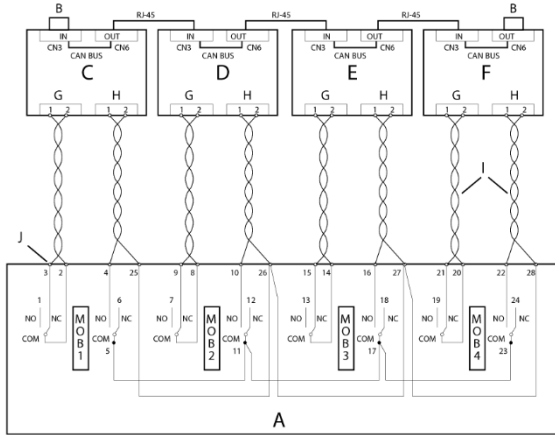 B RJ-45 RJ-45 RJ-45 B
IN OUT IN OUT IN OUT IN OUT
CN3 CN6 CN3 CN6 CN3 CN6 CN3 CN6
CAN BUS CAN BUS CAN BUS CAN BUS
C D E F
G H G H G H G H
1 2 1 2 1 2 1 2 1 2 1 2 1 2 1 2
I
J
3 2 4 25 9 8 10 26 15 14 16 27 21 20 22 28
1 6 7 12 13 18 19 24
NO NC NO NC NO NC NO NC NO NC NO NC NO NC NO NC
MOB1 MOB2 MOB3 MOB4
COM COM COM COM COM COM COM COM
5 11 17 23
A